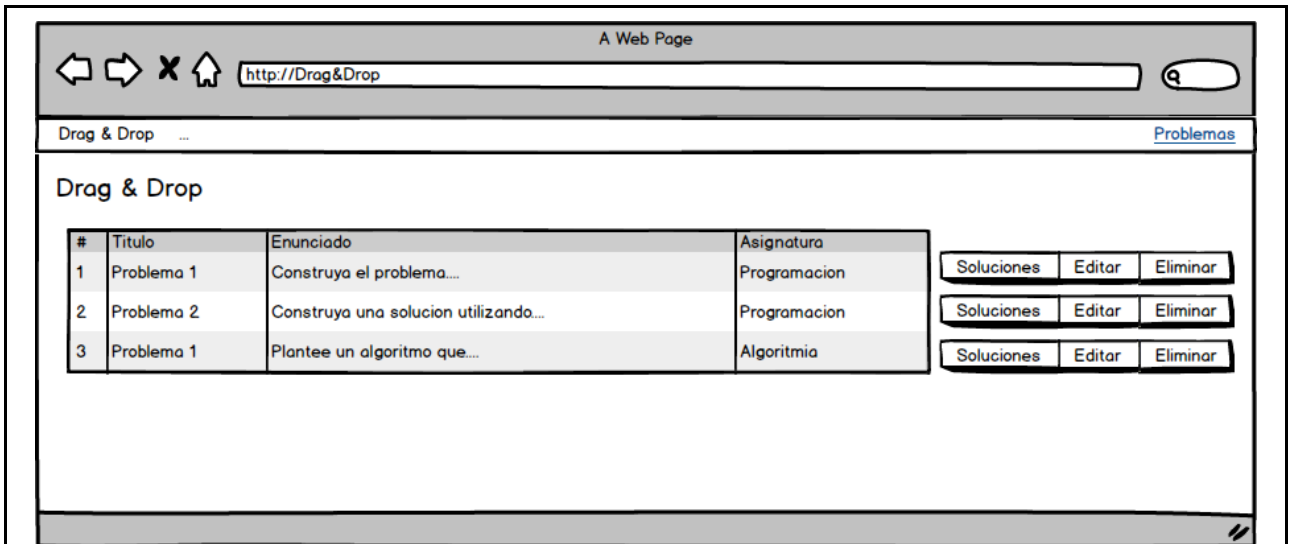 A Web Page
http://Drag&Drop
Drag & Drop ... Problemas
Drag & Drop
# Titulo Enunciado Asignatura
1 Problema 1 Construya el problema.... Programacion Soluciones Editar Eliminar
2 Problema 2 Construya una solucion utilizando.... Programacion Soluciones Editar Eliminar
3 Problema 1 Plantee un algoritmo que.... Algoritmia Soluciones Editar Eliminar